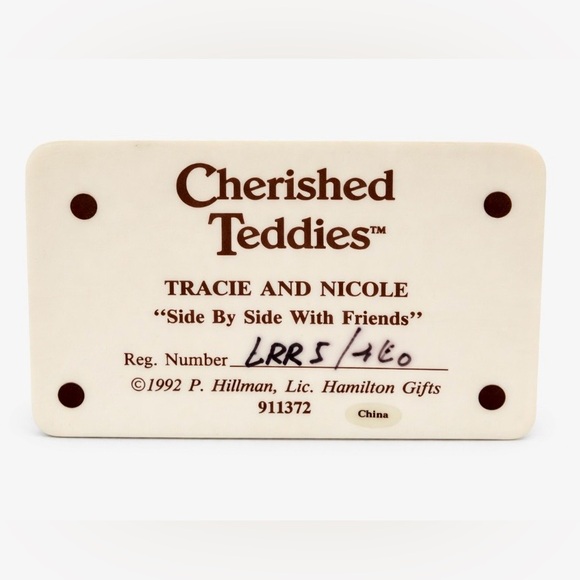 Cherished
Teddies™
TRACIE AND NICOLE
"Side By Side With Friends"
Reg. Number
©1992 P. Hillman, Lic. Hamilton Gifts
911372
China